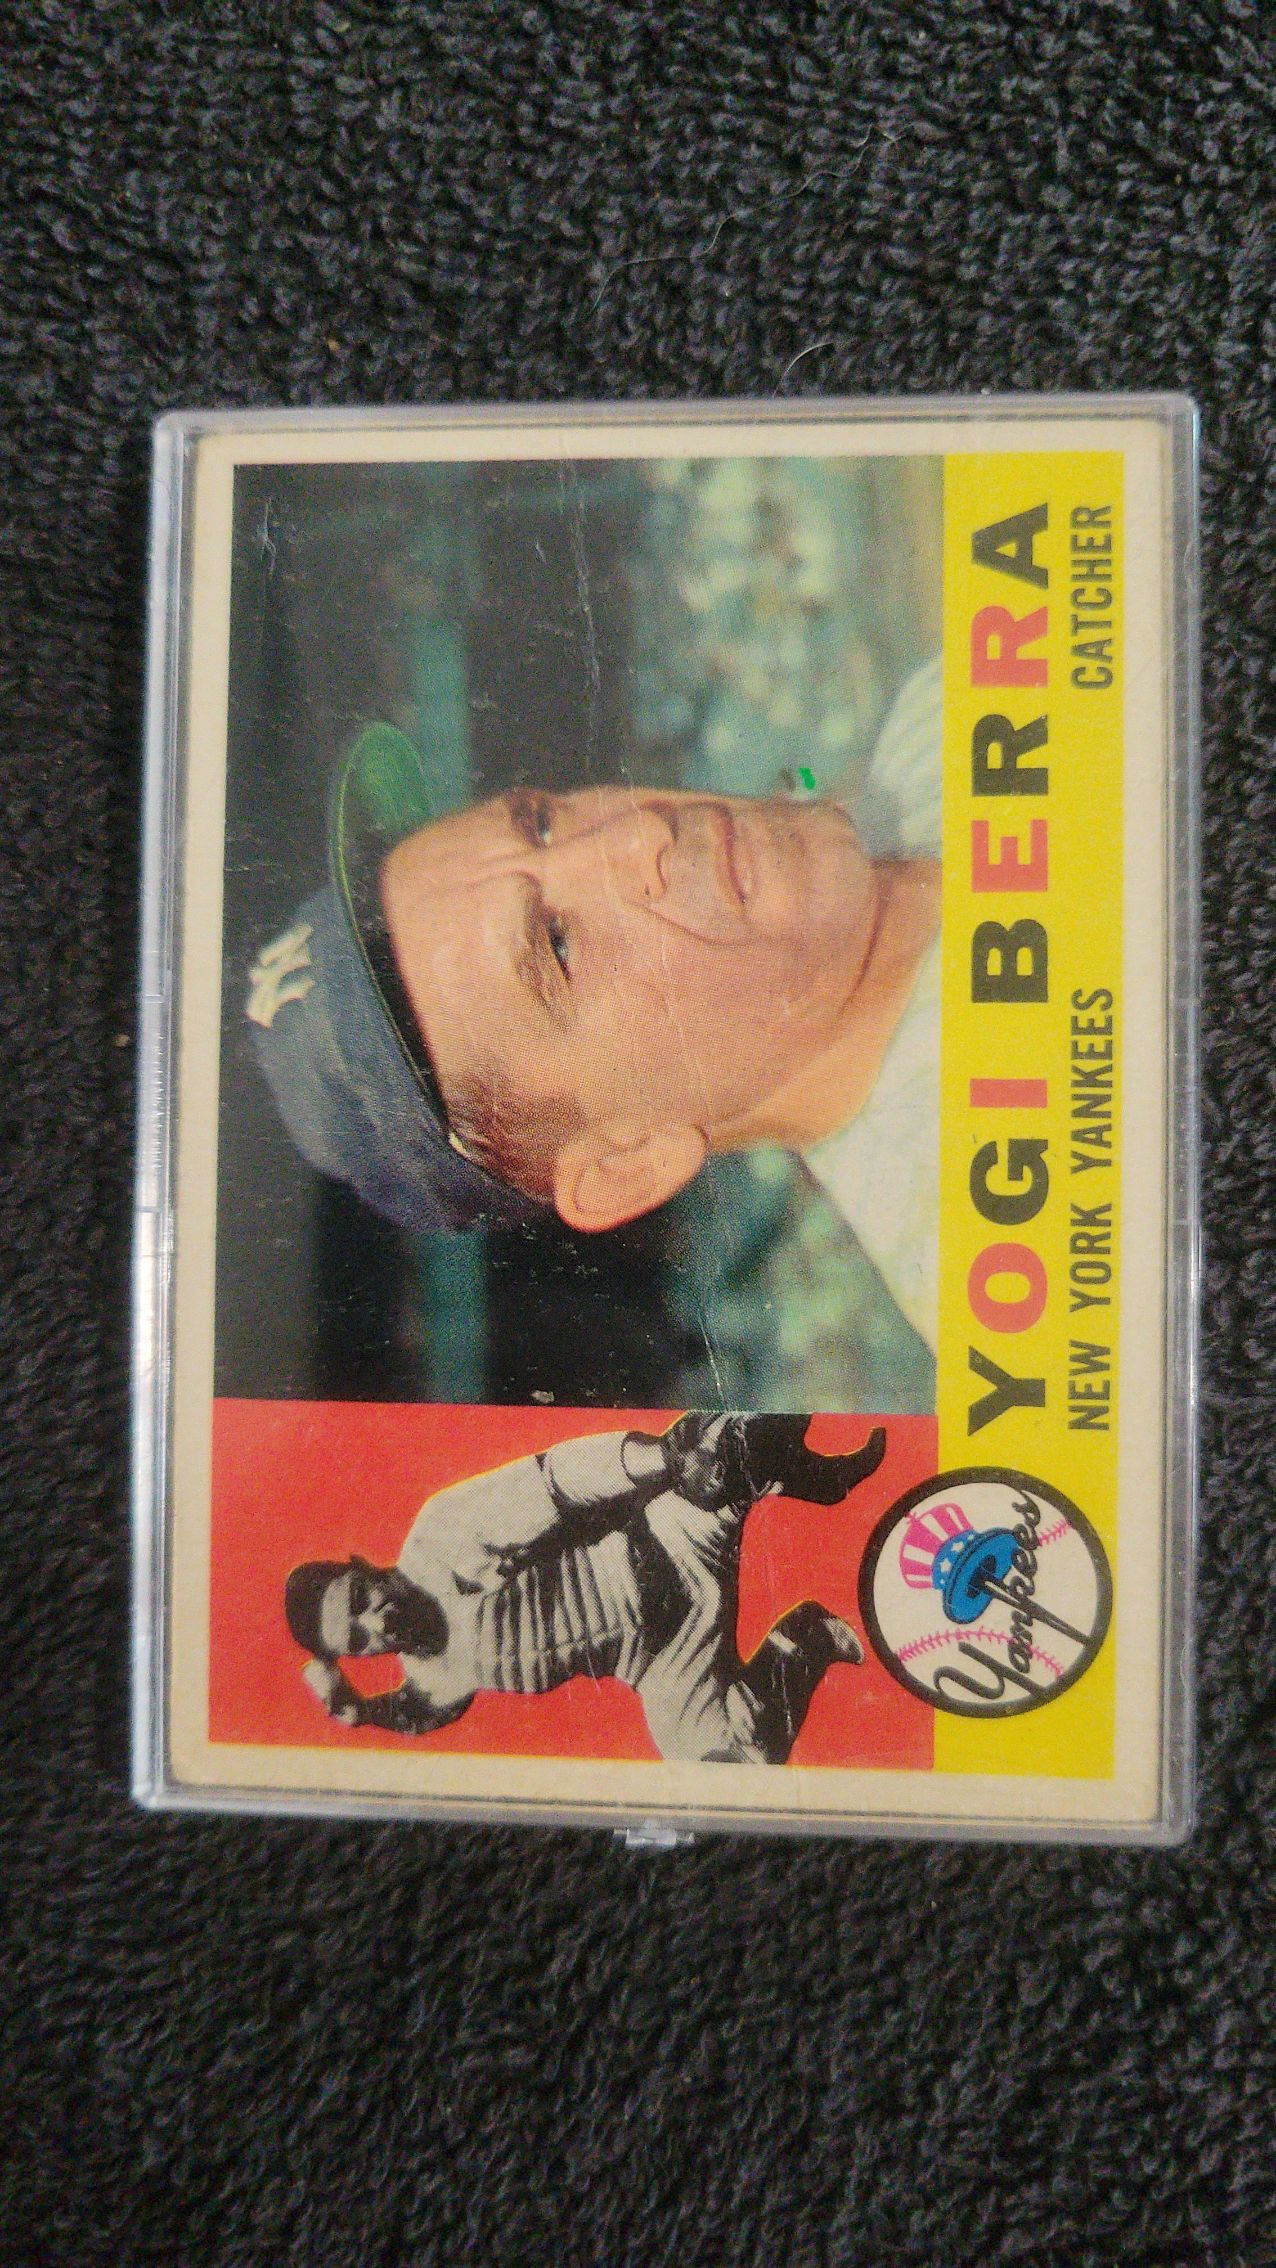 YOGI BERRA
NEW YORK YANKEES CATCHER
Yankees
NY